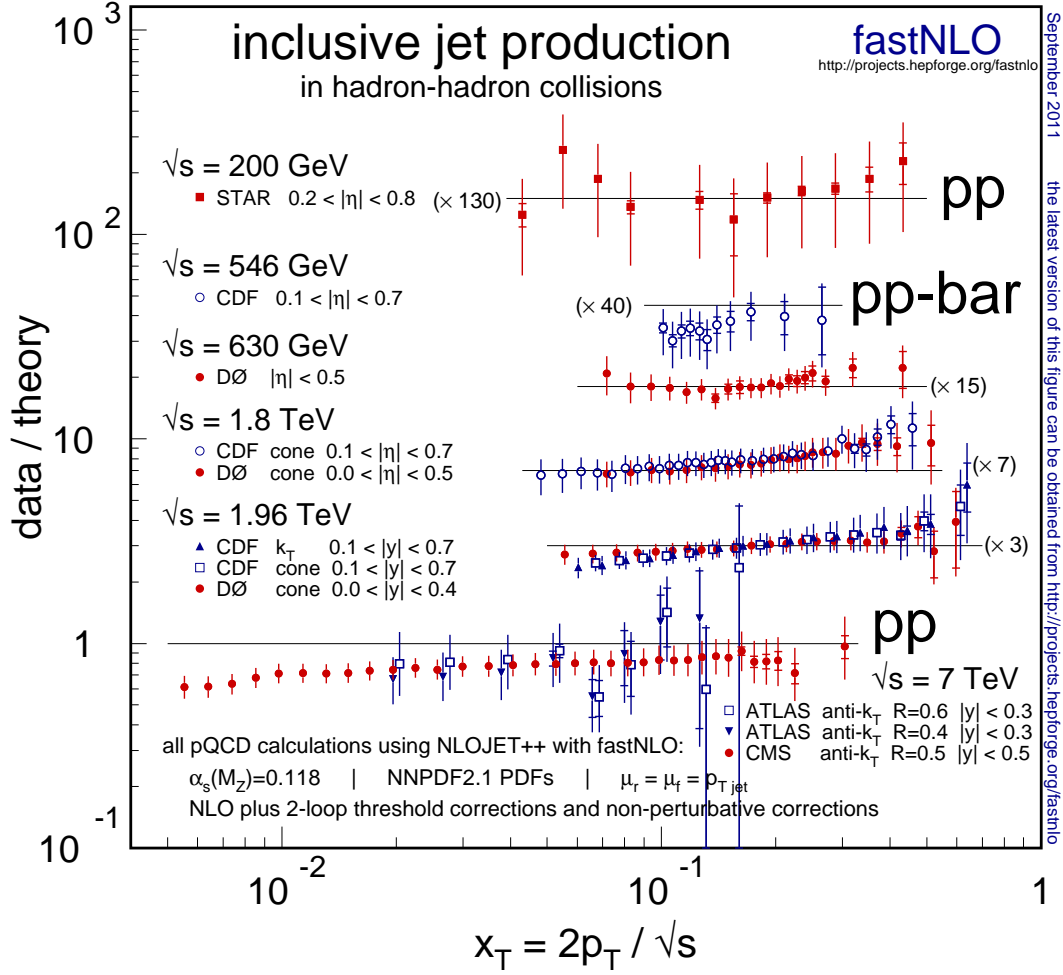 inclusive jet production
in hadron-hadron collisions
fastNLO
http://projects.hepforge.org/fastnlo
September 2011 the latest version of this figure can be obtained from http://projects.hepforge.org/fastnlo
data / theory
10³
10²
10
1
10⁻¹
√s = 200 GeV
STAR 0.2 < |η| < 0.8
(× 130)
pp
√s = 546 GeV
CDF 0.1 < |η| < 0.7
(× 40)
pp-bar
√s = 630 GeV
DØ |η| < 0.5
(× 15)
√s = 1.8 TeV
CDF cone 0.1 < |η| < 0.7
DØ cone 0.0 < |η| < 0.5
(× 7)
√s = 1.96 TeV
CDF k_T 0.1 < |y| < 0.7
CDF cone 0.1 < |y| < 0.7
DØ cone 0.0 < |y| < 0.4
(× 3)
pp
√s = 7 TeV
ATLAS anti-k_T R=0.6 |y| < 0.3
ATLAS anti-k_T R=0.4 |y| < 0.3
CMS anti-k_T R=0.5 |y| < 0.5
all pQCD calculations using NLOJET++ with fastNLO:
α_s(M_Z)=0.118 | NNPDF2.1 PDFs | μ_r = μ_f = p_T jet
NLO plus 2-loop threshold corrections and non-perturbative corrections
10⁻² 10⁻¹ 1
x_T = 2p_T / √s